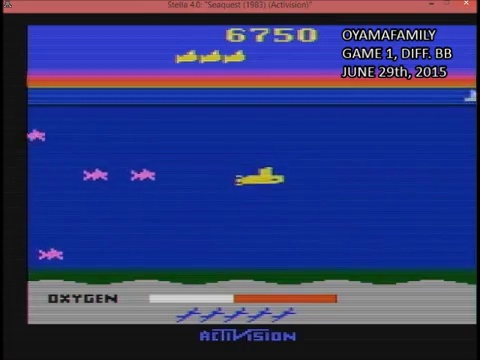 Stella 4.0: "Seaquest (1983) (Activision)"
6750
OYAMAFAMILY
GAME 1, DIFF. BB
JUNE 29th, 2015
OXYGEN
ACTIVISION